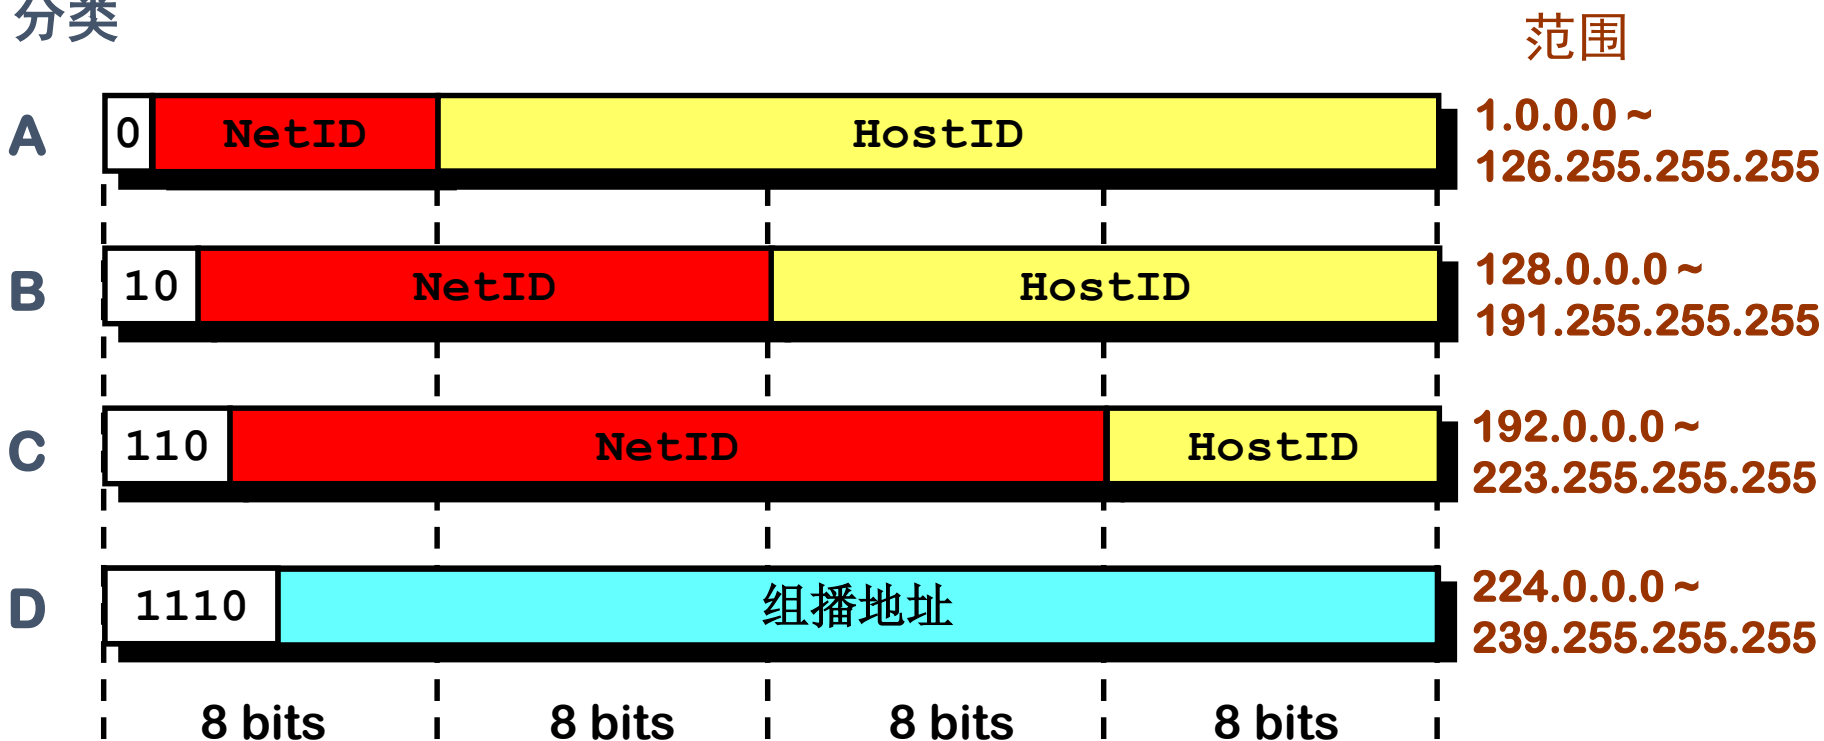 分类
范围
A
0
NetID
HostID
1.0.0.0 ~
126.255.255.255
B
10
NetID
HostID
128.0.0.0 ~
191.255.255.255
C
110
NetID
HostID
192.0.0.0 ~
223.255.255.255
D
1110
组播地址
224.0.0.0 ~
239.255.255.255
8 bits
8 bits
8 bits
8 bits